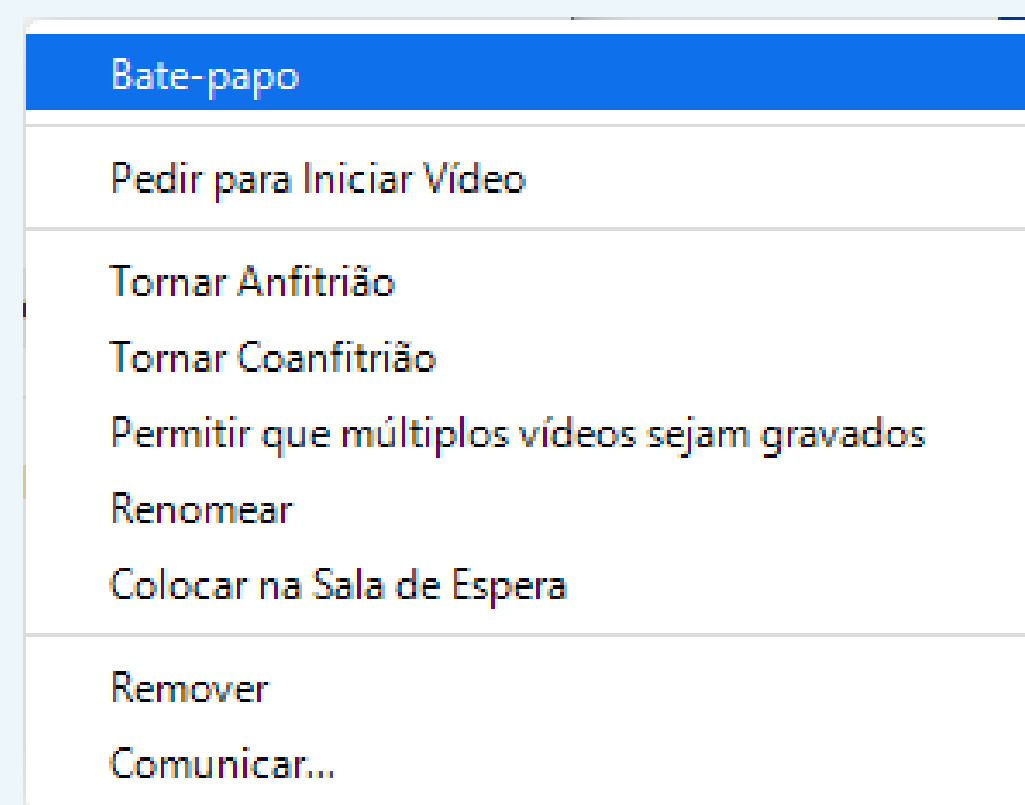 Bate-papo
Pedir para Iniciar Vídeo
Tornar Anfitrião
Tornar Coanfitrião
Permitir que múltiplos vídeos sejam gravados
Renomear
Colocar na Sala de Espera
Remover
Comunicar...